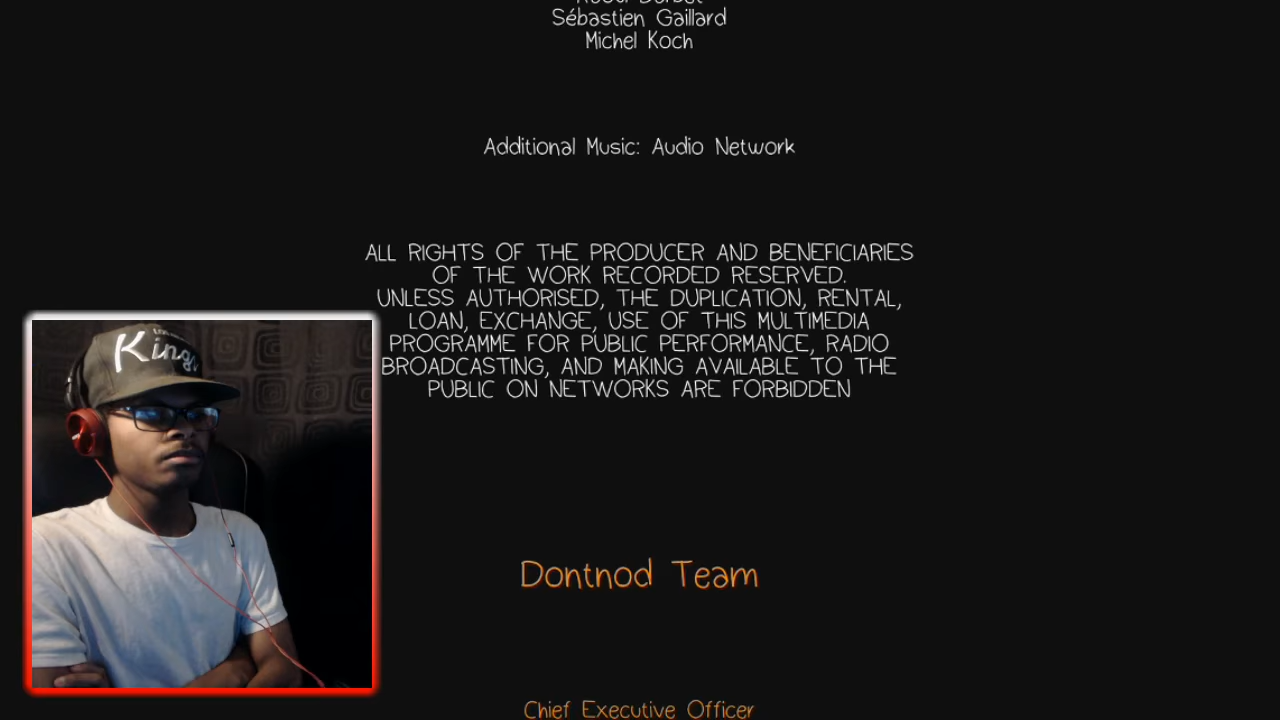 Sébastien Gaillard
Michel Koch
Additional Music: Audio Network
ALL RIGHTS OF THE PRODUCER AND BENEFICIARIES
OF THE WORK RECORDED RESERVED.
UNLESS AUTHORISED, THE DUPLICATION, RENTAL,
LOAN, EXCHANGE, USE OF THIS MULTIMEDIA
PROGRAMME FOR PUBLIC PERFORMANCE, RADIO
BROADCASTING, AND MAKING AVAILABLE TO THE
PUBLIC ON NETWORKS ARE FORBIDDEN
Kings
Dontnod Team
Chief Executive Officer